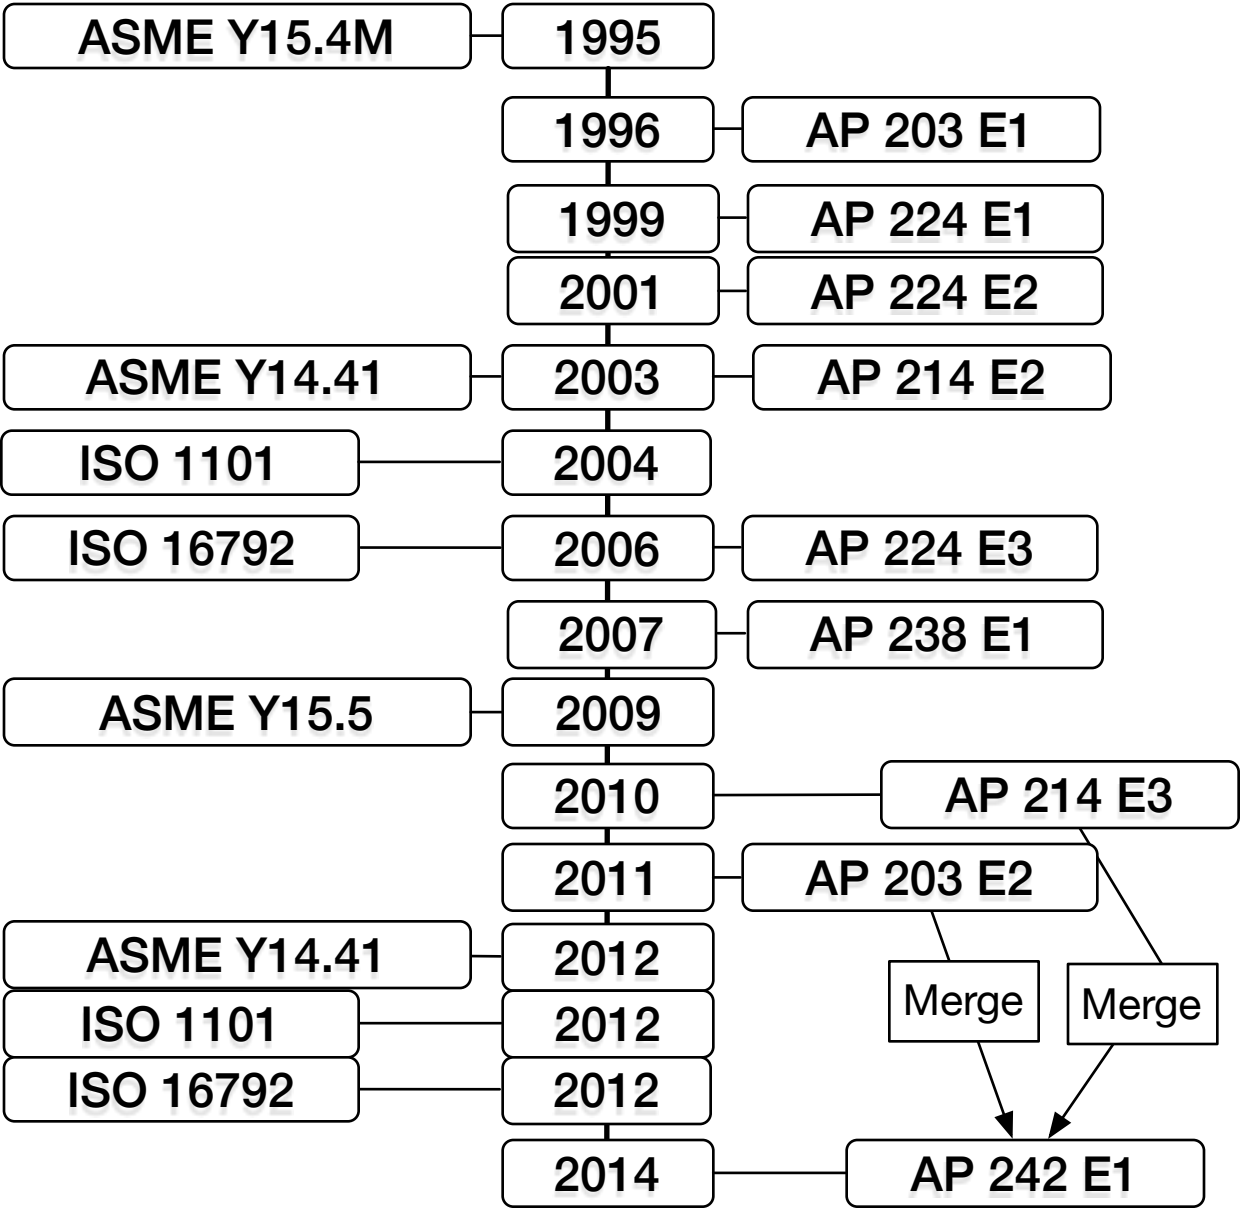 ASME Y15.4M
1995
1996
AP 203 E1
1999
AP 224 E1
2001
AP 224 E2
ASME Y14.41
2003
AP 214 E2
ISO 1101
2004
ISO 16792
2006
AP 224 E3
2007
AP 238 E1
ASME Y15.5
2009
2010
AP 214 E3
2011
AP 203 E2
ASME Y14.41
2012
Merge
Merge
ISO 1101
2012
ISO 16792
2012
2014
AP 242 E1